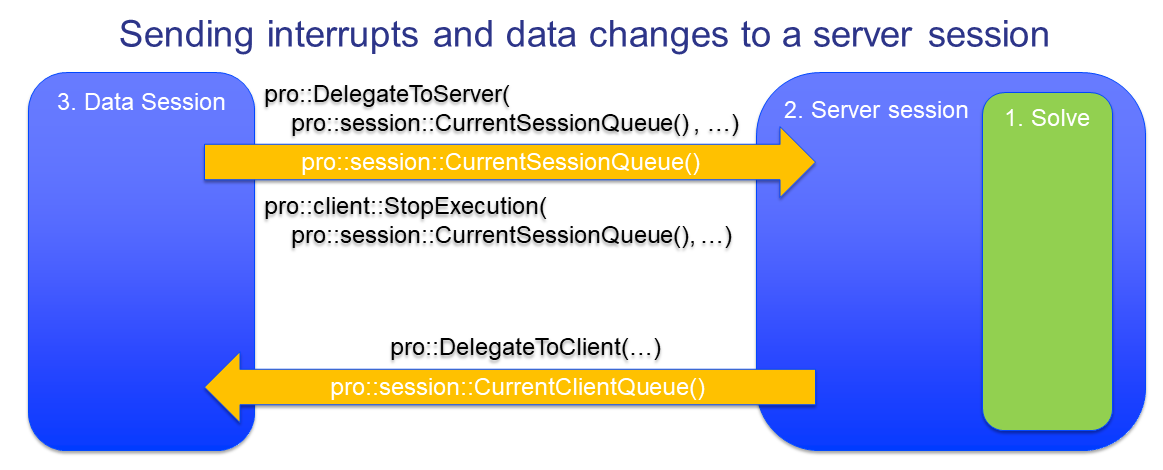 Sending interrupts and data changes to a server session
3. Data Session
pro::DelegateToServer(
pro::session::CurrentSessionQueue() , …)
2. Server session
1. Solve
pro::session::CurrentSessionQueue()
pro::client::StopExecution(
pro::session::CurrentSessionQueue(), …)
pro::DelegateToClient(…)
pro::session::CurrentClientQueue()